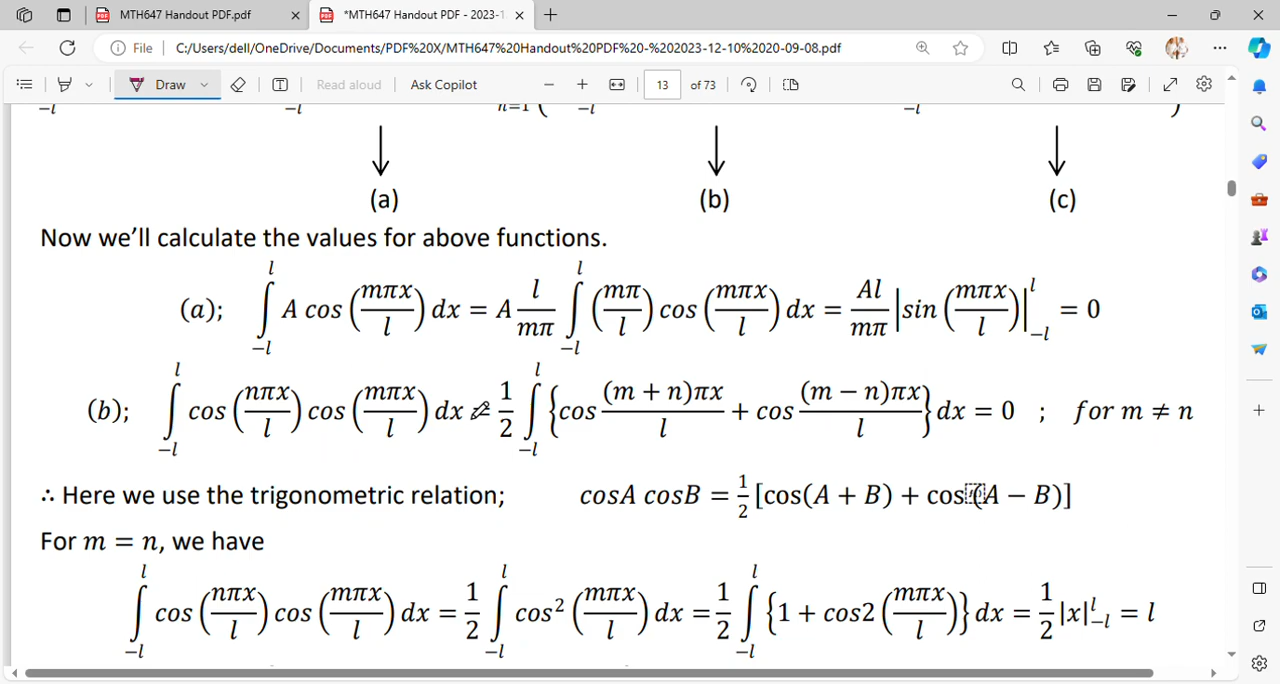 MTH647 Handout PDF.pdf
*MTH647 Handout PDF - 2023-1
File C:/Users/dell/OneDrive/Documents/PDF%20X/MTH647%20Handout%20PDF%20-%202023-12-10%2020-09-08.pdf
Draw Read aloud Ask Copilot 13 of 73
−l −l n=1 ( −l −l )
(a) (b) (c)
Now we’ll calculate the values for above functions.
(a); ∫_{−l}^{l} A cos (mπx/l) dx = A l/mπ ∫_{−l}^{l} (mπ/l) cos (mπx/l) dx = Al/mπ |sin (mπx/l)|_{−l}^{l} = 0
(b); ∫_{−l}^{l} cos (nπx/l) cos (mπx/l) dx = 1/2 ∫_{−l}^{l} {cos (m + n)πx/l + cos (m − n)πx/l} dx = 0 ; for m ≠ n
∴ Here we use the trigonometric relation; cosA cosB = 1/2 [cos(A + B) + cos(A − B)]
For m = n, we have
∫_{−l}^{l} cos (nπx/l) cos (mπx/l) dx = 1/2 ∫_{−l}^{l} cos² (mπx/l) dx = 1/2 ∫_{−l}^{l} {1 + cos2 (mπx/l)} dx = 1/2 |x|_{−l}^{l} = l